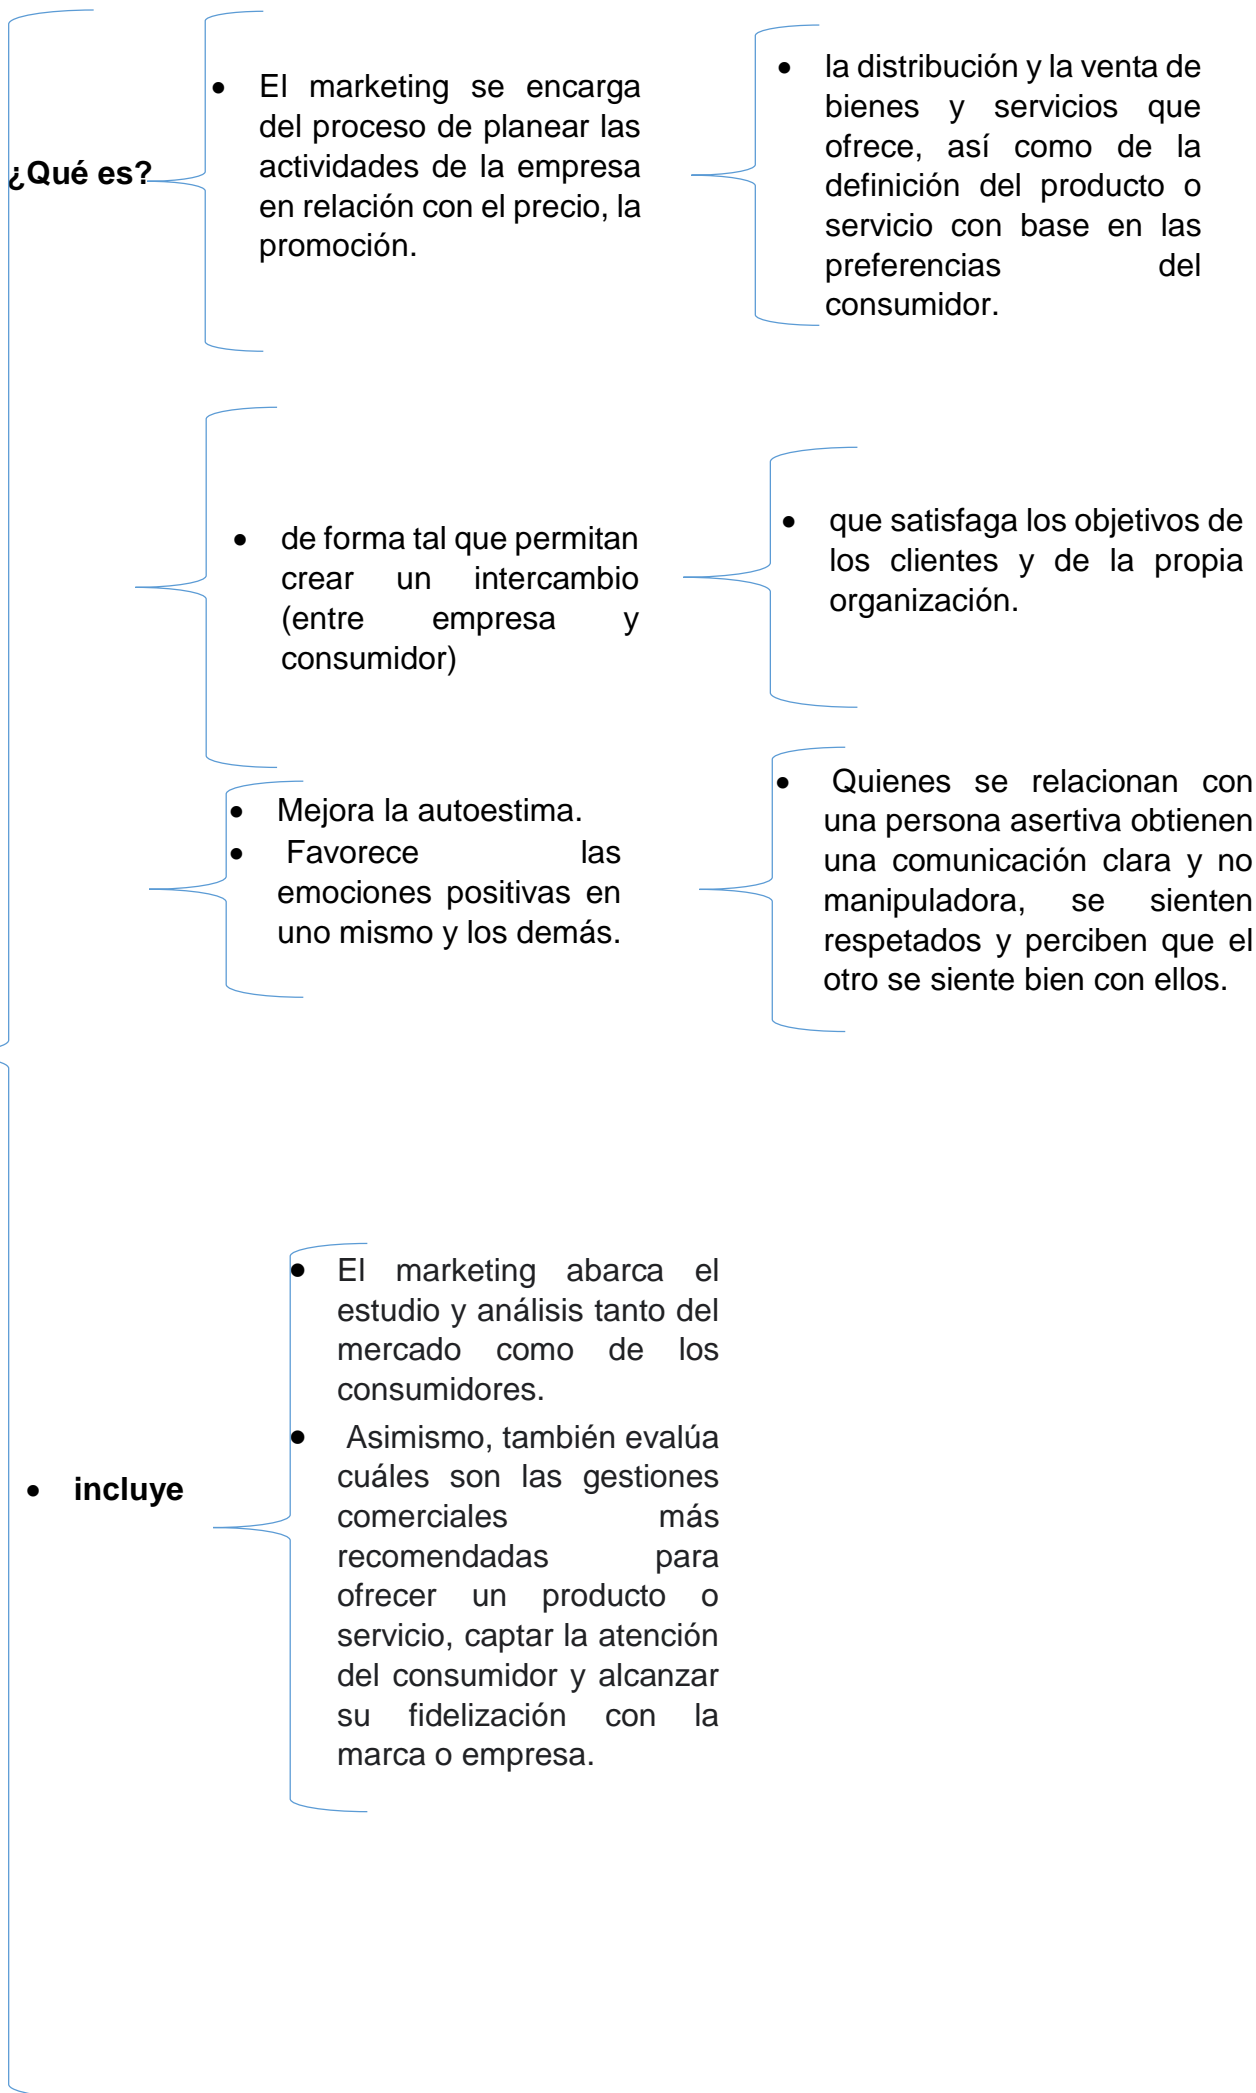 ¿Qué es?
• El marketing se encarga
del proceso de planear las
actividades de la empresa
en relación con el precio, la
promoción.
• la distribución y la venta de
bienes y servicios que
ofrece, así como de la
definición del producto o
servicio con base en las
preferencias del
consumidor.
• de forma tal que permitan
crear un intercambio
(entre empresa y
consumidor)
• que satisfaga los objetivos de
los clientes y de la propia
organización.
• Mejora la autoestima.
• Favorece las
emociones positivas en
uno mismo y los demás.
• Quienes se relacionan con
una persona asertiva obtienen
una comunicación clara y no
manipuladora, se sienten
respetados y perciben que el
otro se siente bien con ellos.
• incluye
• El marketing abarca el
estudio y análisis tanto del
mercado como de los
consumidores.
• Asimismo, también evalúa
cuáles son las gestiones
comerciales más
recomendadas para
ofrecer un producto o
servicio, captar la atención
del consumidor y alcanzar
su fidelización con la
marca o empresa.